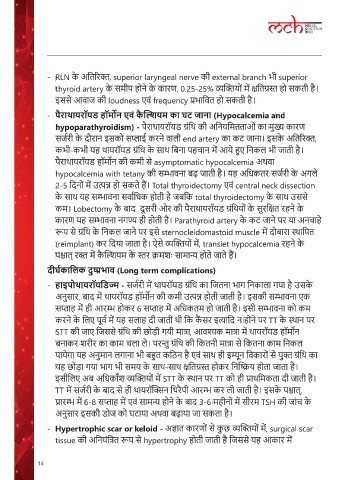 mch
- RLN के अतिरिक्त, superior laryngeal nerve की external branch भी superior
thyroid artery के समीप होने के कारण, 0.25-25% व्यक्तियों में क्षतिग्रस्त हो सकती है।
इससे आवाज की loudness एवं frequency प्रभावित हो सकती है।
- पैराथायरॉयड हॉर्मोन एवं कैल्शियम का घट जाना (Hypocalcemia and
hypoparathyroidism) - पैराथायरॉयड ग्रंथि की अनियमितताओं का मुख्य कारण
सर्जरी के दौरान इसको सप्लाई करने वाली end artery का कट जाना। इसके अतिरिक्त,
कभी-कभी यह थायरॉयड ग्रंथि के साथ बिना पहचान में आये हुए निकल भी जाती है।
पैराथायरॉयड हॉर्मोन की कमी से asymptomatic hypocalcemia अथवा
hypocalcemia with tetany की सम्भावना बढ़ जाती है। यह अधिकतर सर्जरी के अगले
2-5 दिनों में उत्पन्न हो सकते हैं। Total thyroidectomy एवं central neck dissection
के साथ यह सम्भावना सर्वाधिक होती है जबकि total thyroidectomy के साथ उससे
कम। Lobectomy के बाद दूसरी ओर की पैराथायरॉयड ग्रंथियों के सुरक्षित रहने के
कारण यह सम्भावना नगण्य ही होती है। Parathyroid artery के कट जाने पर या अनचाहे
रूप से ग्रंथि के निकल जाने पर इसे sternocleidomastoid muscle में दोबारा स्थापित
(reimplant) कर दिया जाता है। ऐसे व्यक्तियों में, transiet hypocalcemia रहने के
पश्चात् रक्त में कैल्शियम के स्तर क्रमशः सामान्य होते जाते हैं।
दीर्घकालिक दुष्प्रभाव (Long term complications)
- हाइपोथायरॉयडिज्म - सर्जरी में थायरॉयड ग्रंथि का जितना भाग निकाला गया है उसके
अनुसार, बाद में थायरॉयड हॉर्मोन की कमी उत्पन्न होती जाती है। इसकी सम्भावना एक
सप्ताह में ही आरम्भ होकर 6 सप्ताह में अधिकतम हो जाती है। इसी सम्भावना को कम
करने के लिए पूर्व में यह सलाह दी जाती थी कि कैंसर इत्यादि न होने पर TT के स्थान पर
STT की जाए जिससे ग्रंथि की छोड़ी गयी मात्रा, आवश्यक मात्रा में थायरॉयड हॉर्मोन
बनाकर शरीर का काम चला ले। परन्तु ग्रंथि की कितनी मात्रा से कितना काम निकल
पायेगा यह अनुमान लगाना भी बहुत कठिन है एवं साथ ही इम्यून विकारों से युक्त ग्रंथि का
यह छोड़ा गया भाग भी समय के साथ-साथ क्षतिग्रस्त होकर निष्क्रिय होता जाता है।
इसीलिए अब अधिकाँश व्यक्तियों में STT के स्थान पर TT को ही प्राथमिकता दी जाती है।
TT में सर्जरी के बाद से ही थायरॉक्सिन थिरैपी आरम्भ कर ली जाती है। इसके पश्चात्,
प्रारम्भ में 6-8 सप्ताह में एवं सामान्य होने के बाद 3-6 महीनों में सीरम TSH की जांच के
अनुसार इसकी डोज को घटाया अथवा बढ़ाया जा सकता है।
- Hypertrophic scar or keloid - अज्ञात कारणों से कुछ व्यक्तियों में, surgical scar
tissue की अनियंत्रित रूप से hypertrophy होती जाती है जिससे यह आकार में
14